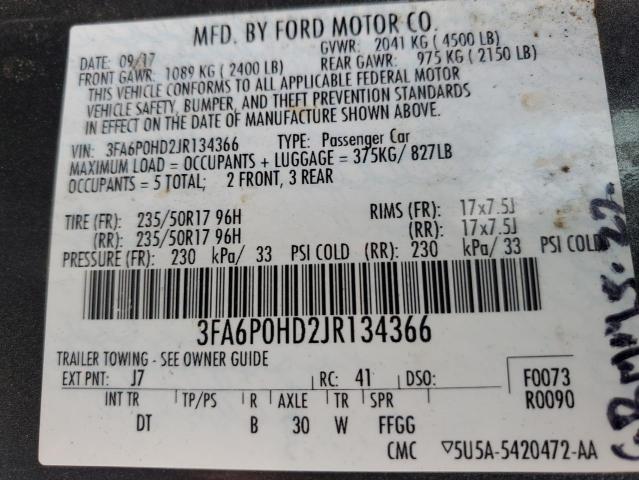 MFD. BY FORD MOTOR CO.
DATE: 09/17 GVWR: 2041 KG ( 4500 LB)
FRONT GAWR: 1089 KG ( 2400 LB) REAR GAWR: 975 KG ( 2150 LB)
THIS VEHICLE CONFORMS TO ALL APPLICABLE FEDERAL MOTOR
VEHICLE SAFETY, BUMPER, AND THEFT PREVENTION STANDARDS
IN EFFECT ON THE DATE OF MANUFACTURE SHOWN ABOVE.
VIN: 3FA6P0HD2JR134366 TYPE: Passenger Car
MAXIMUM LOAD = OCCUPANTS + LUGGAGE = 375KG/ 827LB
OCCUPANTS = 5 TOTAL; 2 FRONT, 3 REAR
TIRE (FR): 235/50R17 96H RIMS (FR): 17x7.5J
(RR): 235/50R17 96H (RR): 17x7.5J
PRESSURE (FR): 230 kPa/ 33 PSI COLD (RR): 230 kPa/ 33 PSI COLD
3FA6P0HD2JR134366
TRAILER TOWING - SEE OWNER GUIDE
EXT PNT: J7 RC: 41 DSO: F0073
INT TR TP/PS R AXLE TR SPR R0090
DT B 30 W FFGG
CMC ▽5U5A-5420472-AA